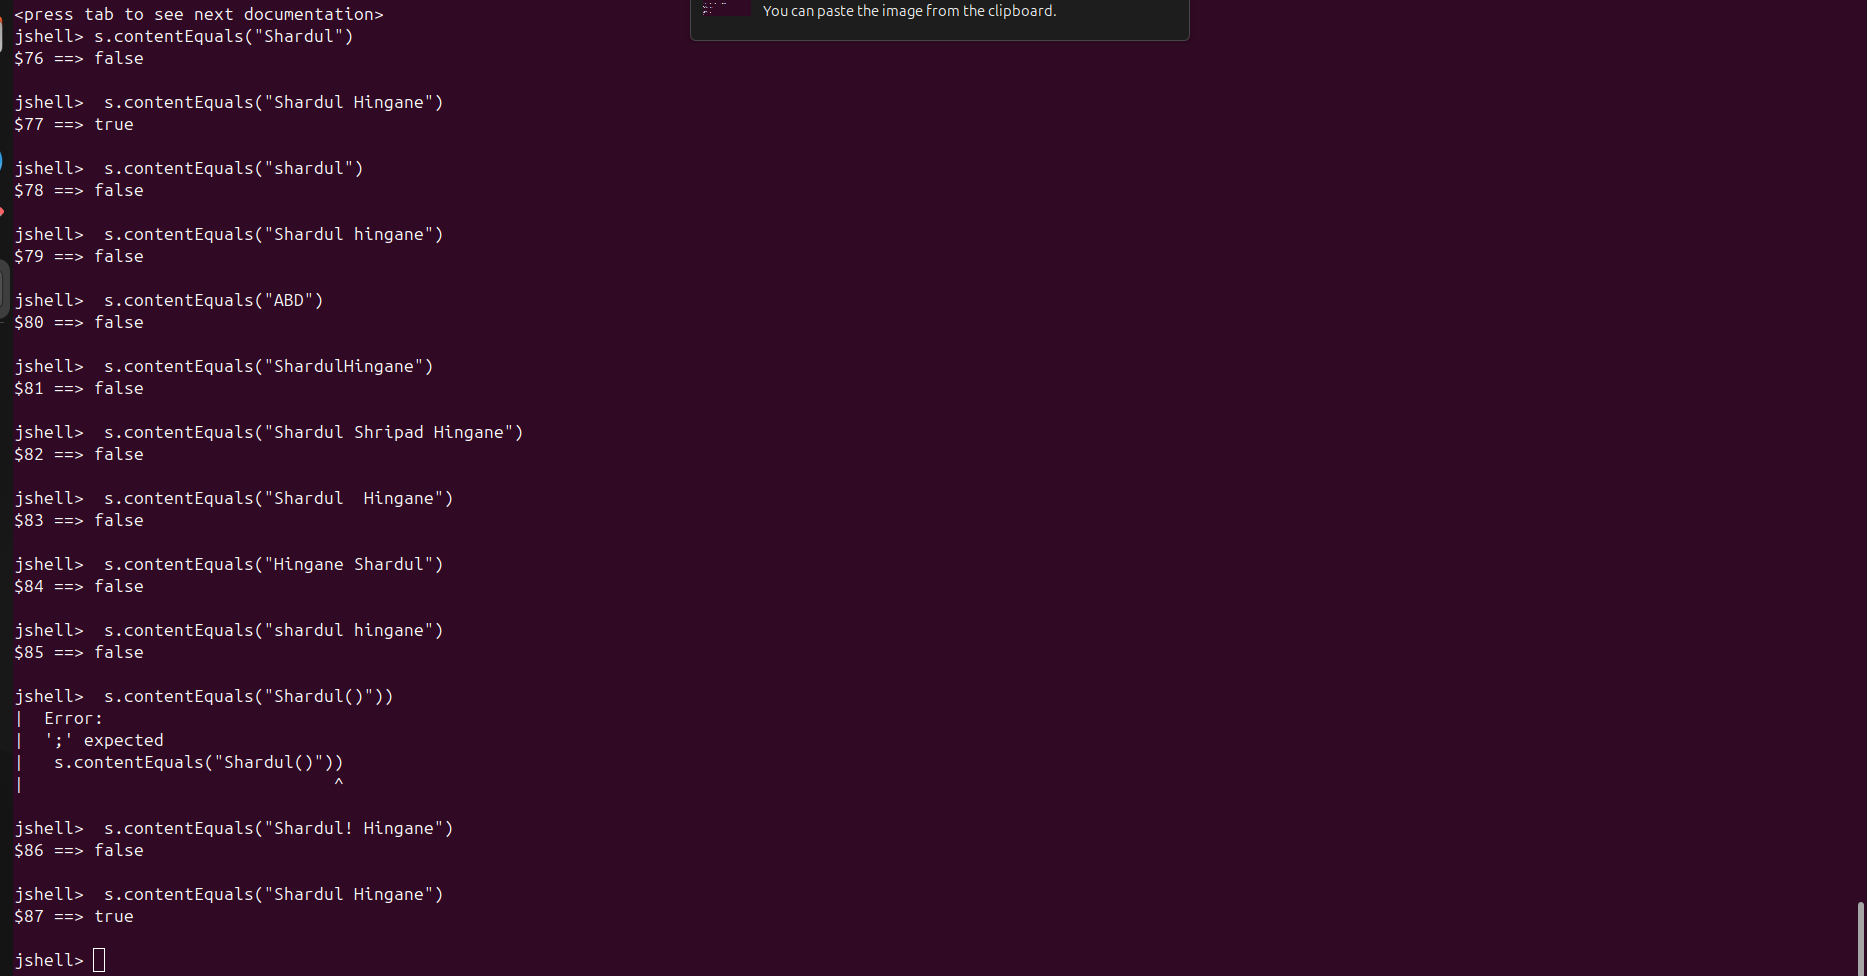 <press tab to see next documentation>
You can paste the image from the clipboard.
jshell> s.contentEquals("Shardul")
$76 ==> false
jshell>  s.contentEquals("Shardul Hingane")
$77 ==> true
jshell>  s.contentEquals("shardul")
$78 ==> false
jshell>  s.contentEquals("Shardul hingane")
$79 ==> false
jshell>  s.contentEquals("ABD")
$80 ==> false
jshell>  s.contentEquals("ShardulHingane")
$81 ==> false
jshell>  s.contentEquals("Shardul Shripad Hingane")
$82 ==> false
jshell>  s.contentEquals("Shardul  Hingane")
$83 ==> false
jshell>  s.contentEquals("Hingane Shardul")
$84 ==> false
jshell>  s.contentEquals("shardul hingane")
$85 ==> false
jshell>  s.contentEquals("Shardul()"))
|  Error:
|  ';' expected
|   s.contentEquals("Shardul()"))
|                               ^
jshell>  s.contentEquals("Shardul! Hingane")
$86 ==> false
jshell>  s.contentEquals("Shardul Hingane")
$87 ==> true
jshell>